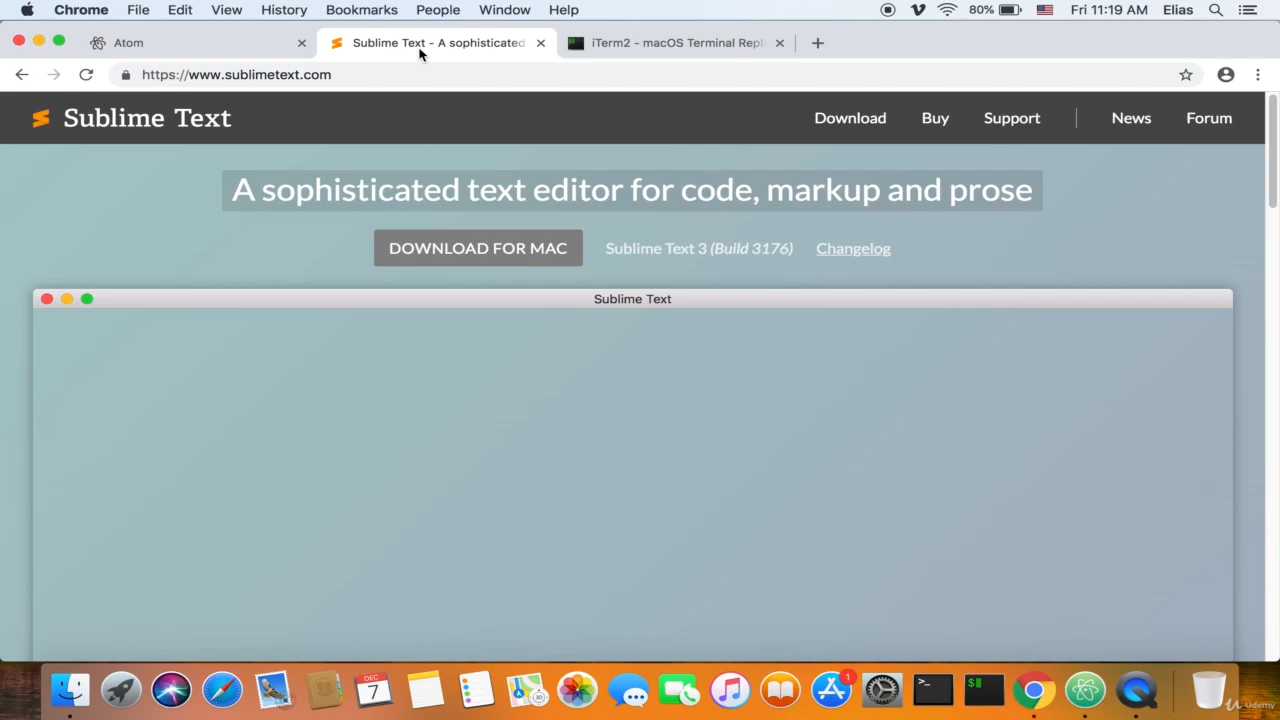 Chrome File Edit View History Bookmarks People Window Help 80% Fri 11:19 AM Elias
Atom Sublime Text - A sophisticated iTerm2 - macOS Terminal Repl
https://www.sublimetext.com
Sublime Text Download Buy Support News Forum
A sophisticated text editor for code, markup and prose
DOWNLOAD FOR MAC Sublime Text 3 (Build 3176) Changelog
Sublime Text
DEC
7
1
>_
$
Udemy